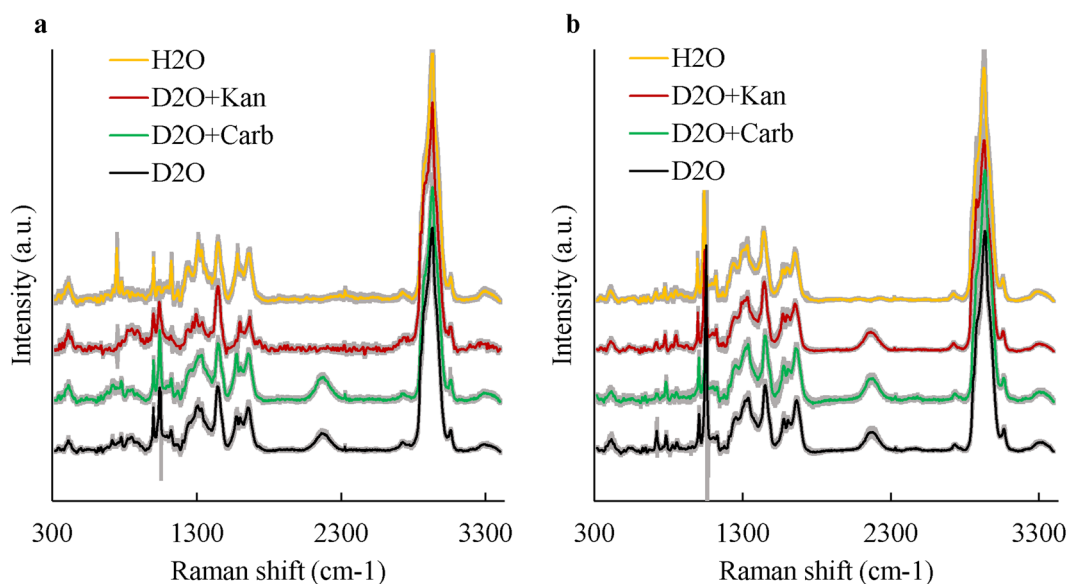 a
H2O
D2O+Kan
D2O+Carb
D2O
Intensity (a.u.)
300 1300 2300 3300
Raman shift (cm-1)
b
H2O
D2O+Kan
D2O+Carb
D2O
Intensity (a.u.)
300 1300 2300 3300
Raman shift (cm-1)